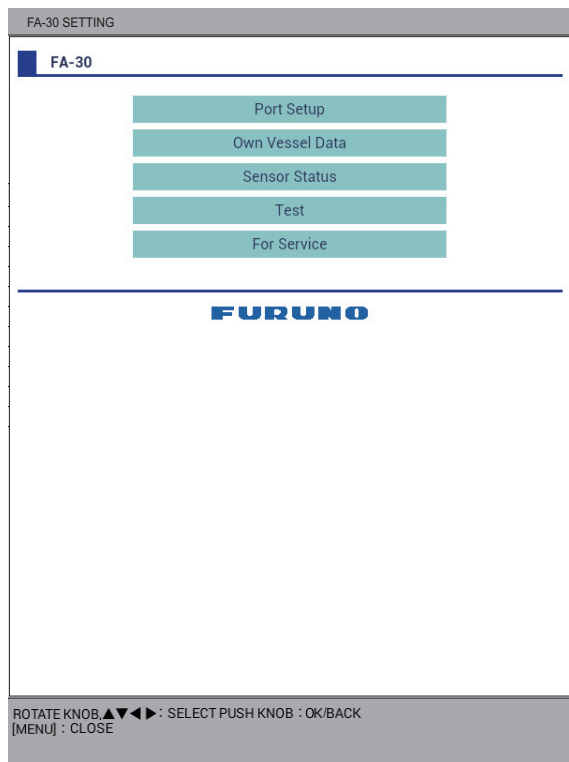 FA-30 SETTING
FA-30
Port Setup
Own Vessel Data
Sensor Status
Test
For Service
FURUNO
ROTATE KNOB,▲▼◀ ▶: SELECT PUSH KNOB : OK/BACK
[MENU] : CLOSE